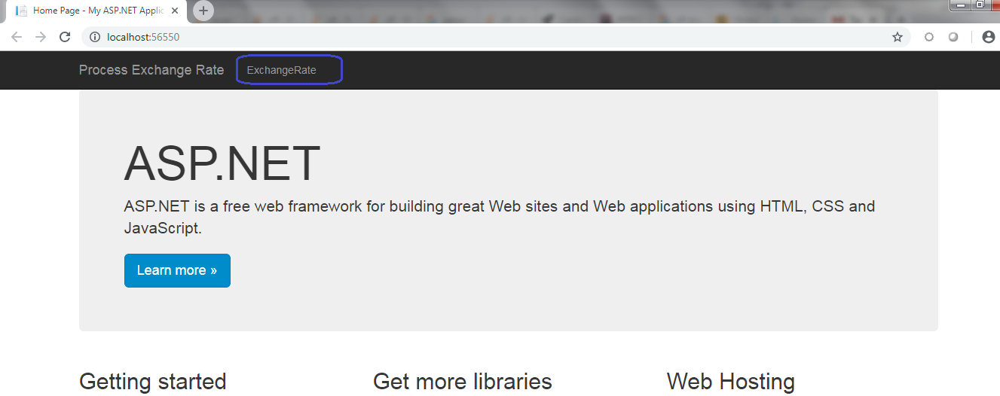 Home Page - My ASP.NET Applic
localhost:56550
Process Exchange Rate ExchangeRate
ASP.NET
ASP.NET is a free web framework for building great Web sites and Web applications using HTML, CSS and
JavaScript.
Learn more »
Getting started Get more libraries Web Hosting